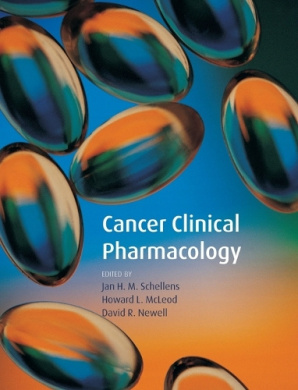 Cancer Clinical
Pharmacology
EDITED BY
Jan H. M. Schellens
Howard L. McLeod
David R. Newell